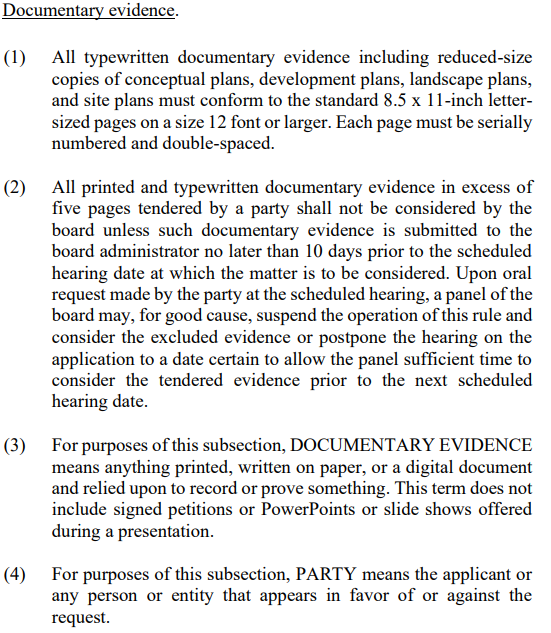 Documentary evidence.
(1) All typewritten documentary evidence including reduced-size
copies of conceptual plans, development plans, landscape plans,
and site plans must conform to the standard 8.5 x 11-inch letter-
sized pages on a size 12 font or larger. Each page must be serially
numbered and double-spaced.
(2) All printed and typewritten documentary evidence in excess of
five pages tendered by a party shall not be considered by the
board unless such documentary evidence is submitted to the
board administrator no later than 10 days prior to the scheduled
hearing date at which the matter is to be considered. Upon oral
request made by the party at the scheduled hearing, a panel of the
board may, for good cause, suspend the operation of this rule and
consider the excluded evidence or postpone the hearing on the
application to a date certain to allow the panel sufficient time to
consider the tendered evidence prior to the next scheduled
hearing date.
(3) For purposes of this subsection, DOCUMENTARY EVIDENCE
means anything printed, written on paper, or a digital document
and relied upon to record or prove something. This term does not
include signed petitions or PowerPoints or slide shows offered
during a presentation.
(4) For purposes of this subsection, PARTY means the applicant or
any person or entity that appears in favor of or against the
request.